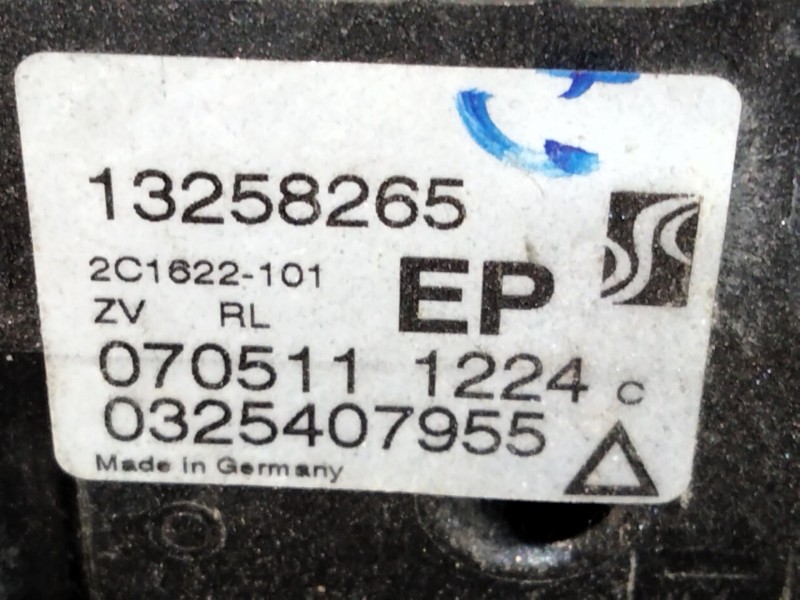 13258265
2C1622-101 EP
ZV RL
070511 1224 C
0325407955
Made in Germany